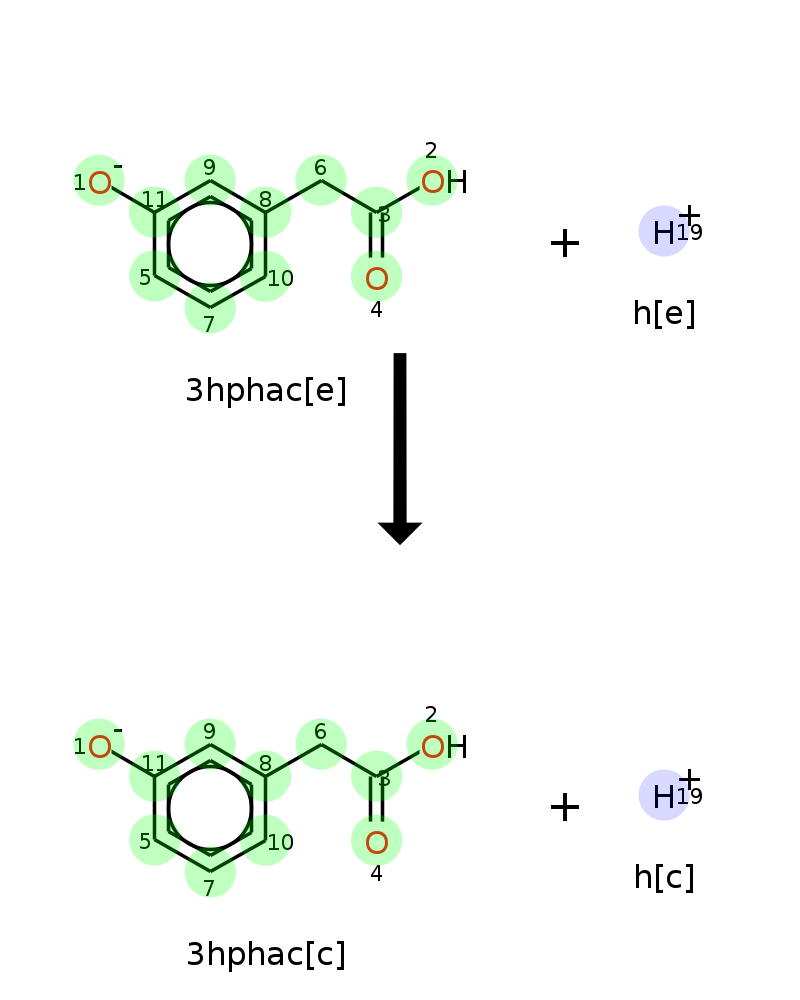 2
9 6
1 O - 11 8 3 OH + H 19 +
5 10 O
7 4 h[e]
3hphac[e]
2
9 6
1 O - 11 8 3 OH + H 19 +
5 10 O
7 4 h[c]
3hphac[c]